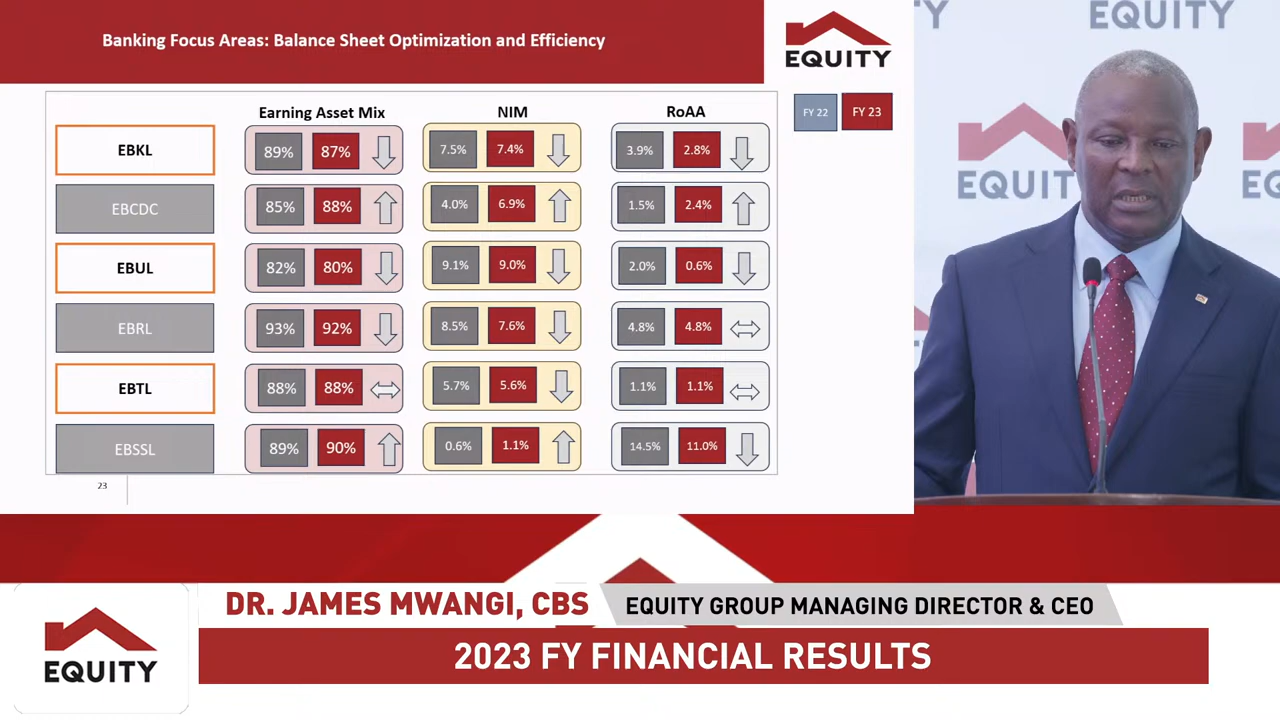 Banking Focus Areas: Balance Sheet Optimization and Efficiency
EQUITY
FY 22 FY 23
Earning Asset Mix NIM RoAA
EBKL 89% 87% 7.5% 7.4% 3.9% 2.8%
EBCDC 85% 88% 4.0% 6.9% 1.5% 2.4%
EBUL 82% 80% 9.1% 9.0% 2.0% 0.6%
EBRL 93% 92% 8.5% 7.6% 4.8% 4.8%
EBTL 88% 88% 5.7% 5.6% 1.1% 1.1%
EBSSL 89% 90% 0.6% 1.1% 14.5% 11.0%
23
EQUITY
EQUIT
DR. JAMES MWANGI, CBS EQUITY GROUP MANAGING DIRECTOR & CEO
EQUITY
2023 FY FINANCIAL RESULTS